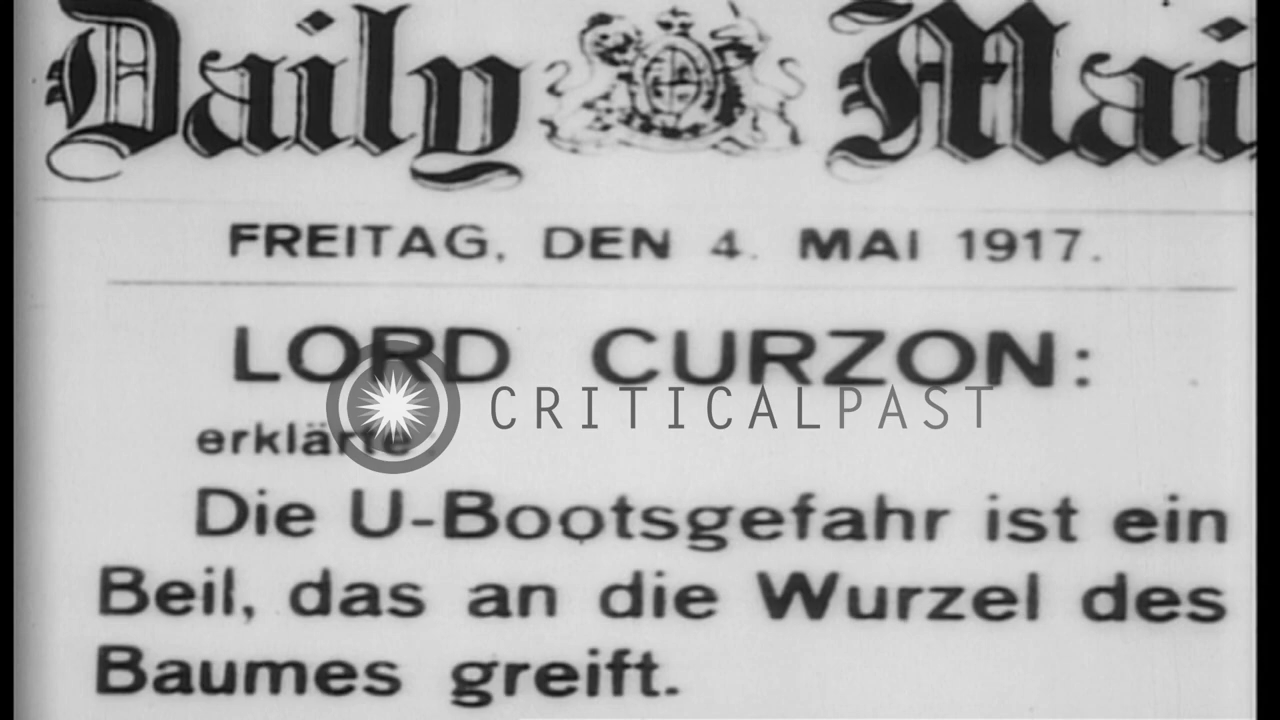 Daily Mai
FREITAG, DEN 4. MAI 1917.
LORD CURZON:
CRITICALPAST
erklärte:
Die U-Bootsgefahr ist ein
Beil, das an die Wurzel des
Baumes greift.